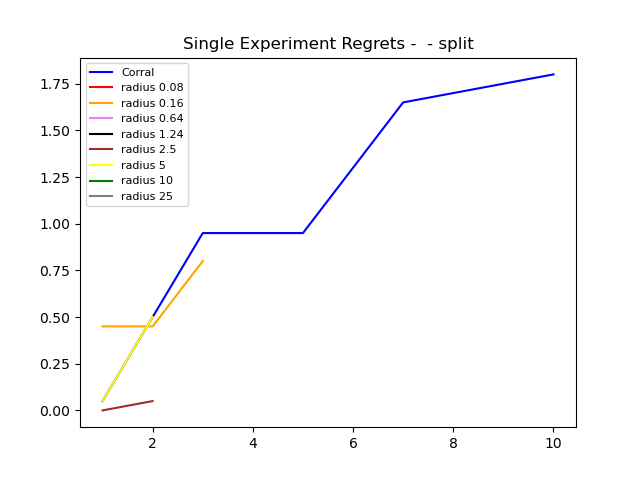 Single Experiment Regrets -  - split
Corral
radius 0.08
radius 0.16
radius 0.64
radius 1.24
radius 2.5
radius 5
radius 10
radius 25
1.75
1.50
1.25
1.00
0.75
0.50
0.25
0.00
2 4 6 8 10